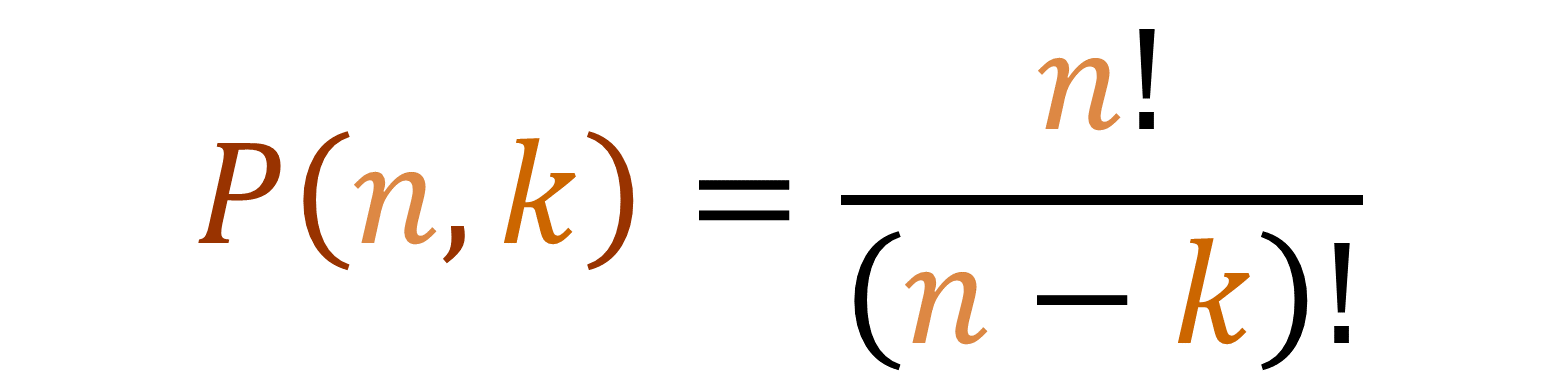 P(n, k) = n! / (n − k)!